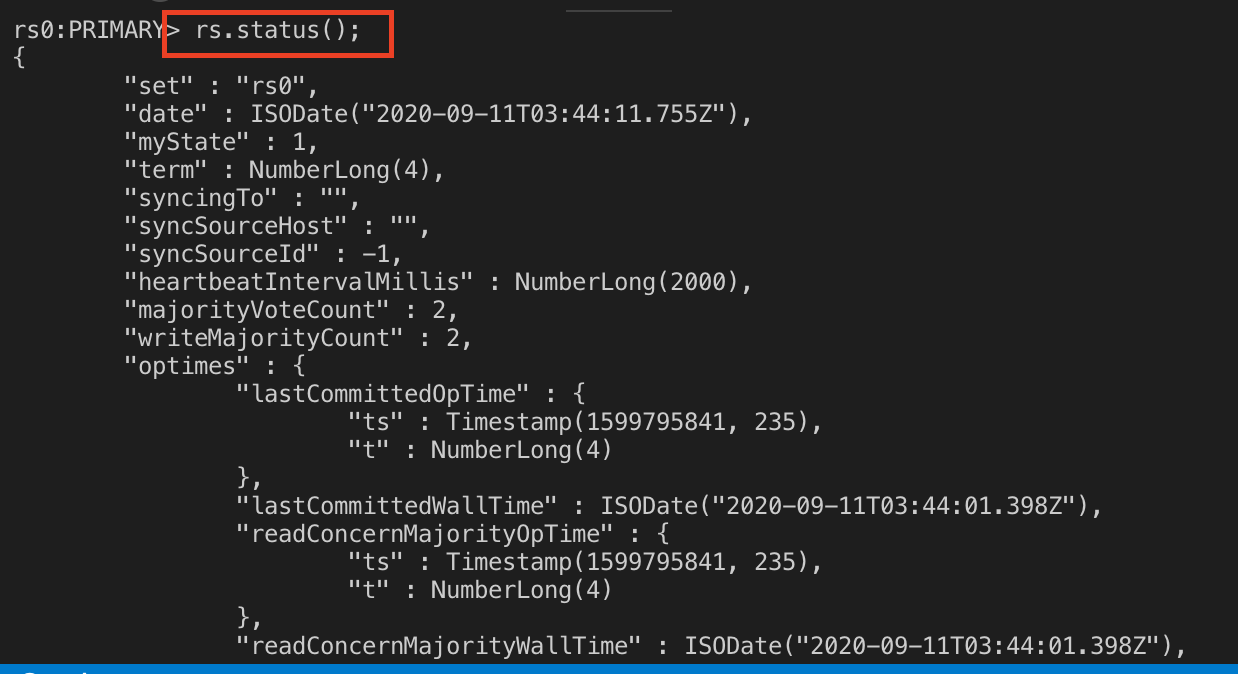 rs0:PRIMARY> rs.status();
{
        "set" : "rs0",
        "date" : ISODate("2020-09-11T03:44:11.755Z"),
        "myState" : 1,
        "term" : NumberLong(4),
        "syncingTo" : "",
        "syncSourceHost" : "",
        "syncSourceId" : -1,
        "heartbeatIntervalMillis" : NumberLong(2000),
        "majorityVoteCount" : 2,
        "writeMajorityCount" : 2,
        "optimes" : {
                "lastCommittedOpTime" : {
                        "ts" : Timestamp(1599795841, 235),
                        "t" : NumberLong(4)
                },
                "lastCommittedWallTime" : ISODate("2020-09-11T03:44:01.398Z"),
                "readConcernMajorityOpTime" : {
                        "ts" : Timestamp(1599795841, 235),
                        "t" : NumberLong(4)
                },
                "readConcernMajorityWallTime" : ISODate("2020-09-11T03:44:01.398Z"),